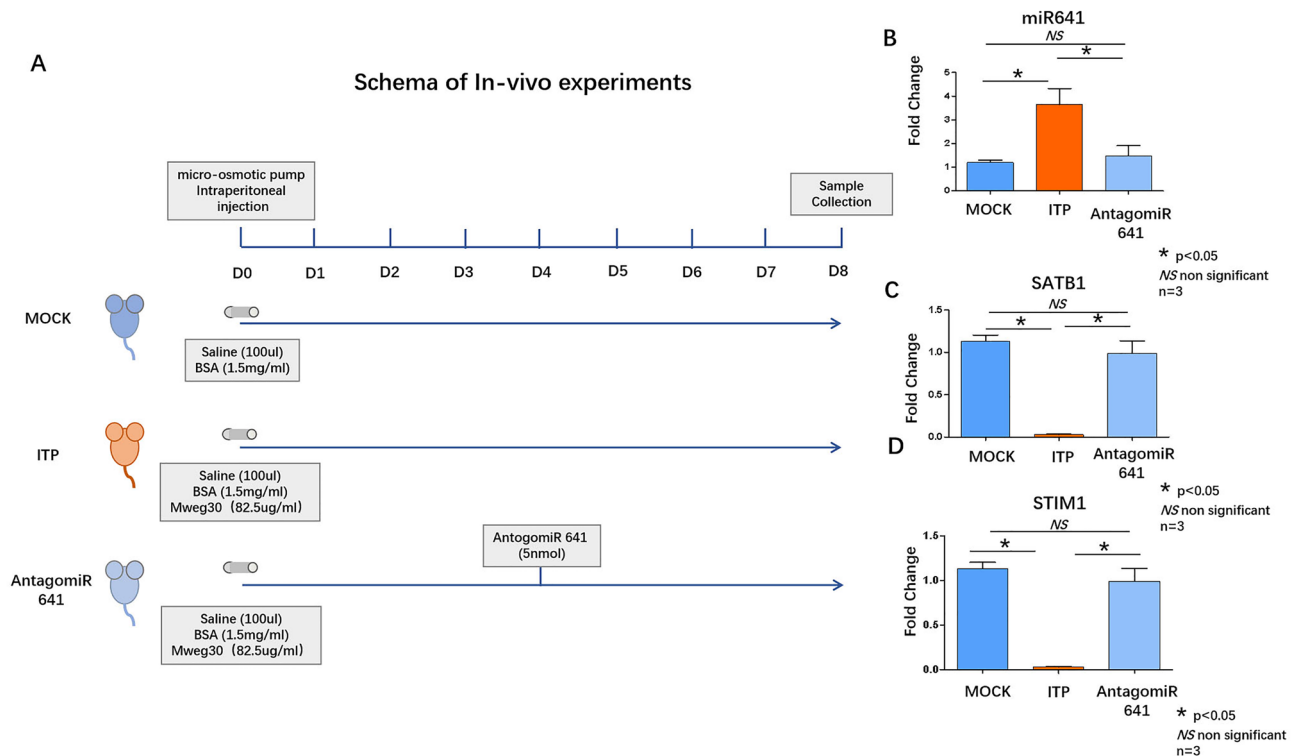 A
Schema of In-vivo experiments
micro-osmotic pump
Intraperitoneal
injection
Sample
Collection
D0 D1 D2 D3 D4 D5 D6 D7 D8
MOCK
Saline (100ul)
BSA (1.5mg/ml)
ITP
Saline (100ul)
BSA (1.5mg/ml)
Mweg30 (82.5ug/ml)
AntagomiR
641
AntogomiR 641
(5nmol)
Saline (100ul)
BSA (1.5mg/ml)
Mweg30 (82.5ug/ml)
B
miR641
NS
*
*
Fold Change
5
4
3
2
1
0
MOCK ITP AntagomiR
641
* p<0.05
NS non significant
n=3
C
SATB1
NS
* *
Fold Change
1.5
1.0
0.5
0.0
MOCK ITP AntagomiR
641
* p<0.05
NS non significant
n=3
D
STIM1
NS
* *
Fold Change
1.5
1.0
0.5
0.0
MOCK ITP AntagomiR
641
* p<0.05
NS non significant
n=3